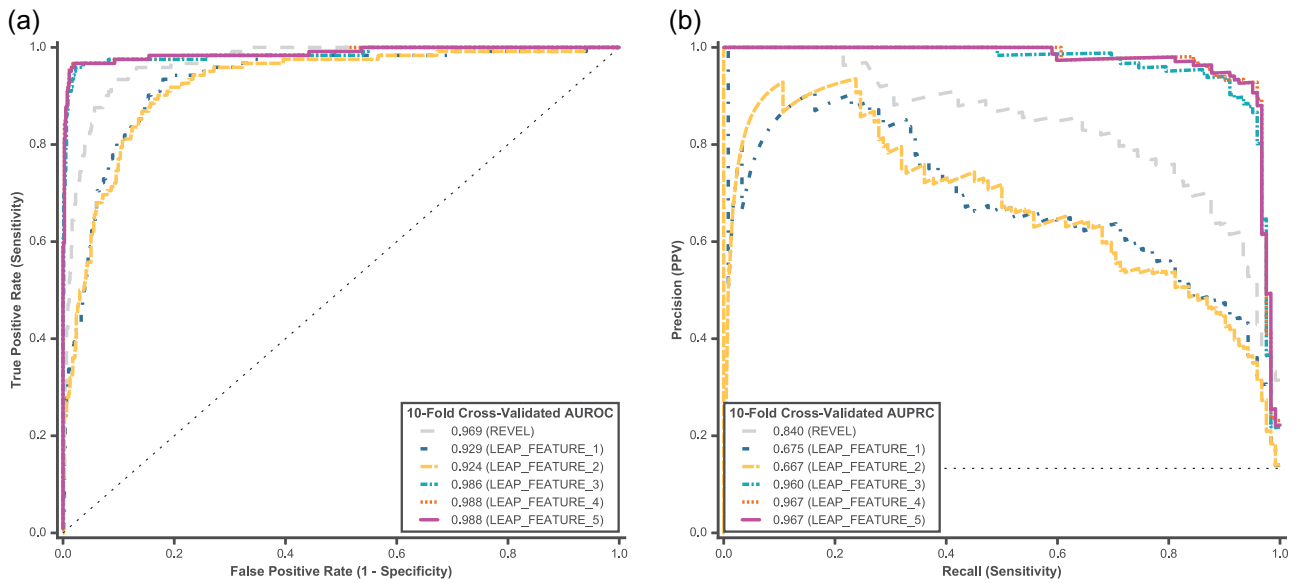 (a)
1.0
0.8
0.6
0.4
0.2
0.0
True Positive Rate (Sensitivity)
0.0 0.2 0.4 0.6 0.8 1.0
False Positive Rate (1 - Specificity)
10-Fold Cross-Validated AUROC
0.969 (REVEL)
0.929 (LEAP_FEATURE_1)
0.924 (LEAP_FEATURE_2)
0.986 (LEAP_FEATURE_3)
0.988 (LEAP_FEATURE_4)
0.988 (LEAP_FEATURE_5)
(b)
1.0
0.8
0.6
0.4
0.2
0.0
Precision (PPV)
0.0 0.2 0.4 0.6 0.8 1.0
Recall (Sensitivity)
10-Fold Cross-Validated AUPRC
0.840 (REVEL)
0.675 (LEAP_FEATURE_1)
0.667 (LEAP_FEATURE_2)
0.960 (LEAP_FEATURE_3)
0.967 (LEAP_FEATURE_4)
0.967 (LEAP_FEATURE_5)